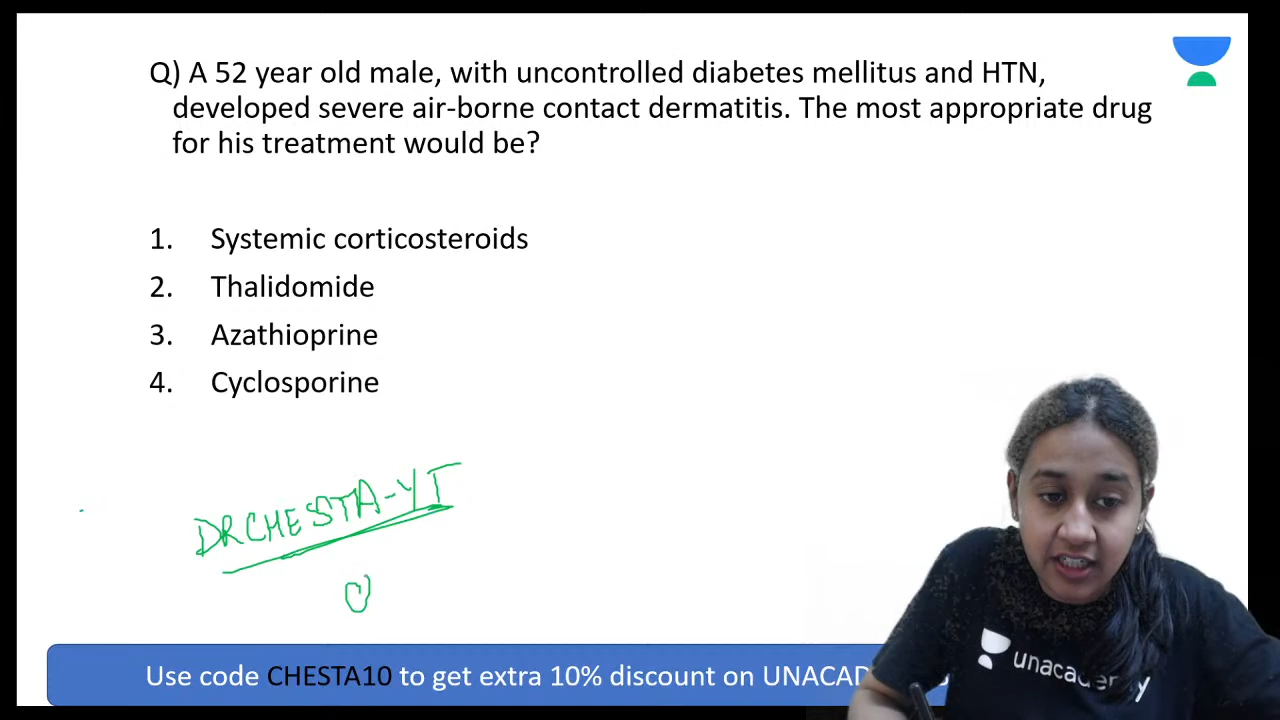 Q) A 52 year old male, with uncontrolled diabetes mellitus and HTN,
developed severe air-borne contact dermatitis. The most appropriate drug
for his treatment would be?
1. Systemic corticosteroids
2. Thalidomide
3. Azathioprine
4. Cyclosporine
DRCHESTA-YT
Use code CHESTA10 to get extra 10% discount on
unacademy